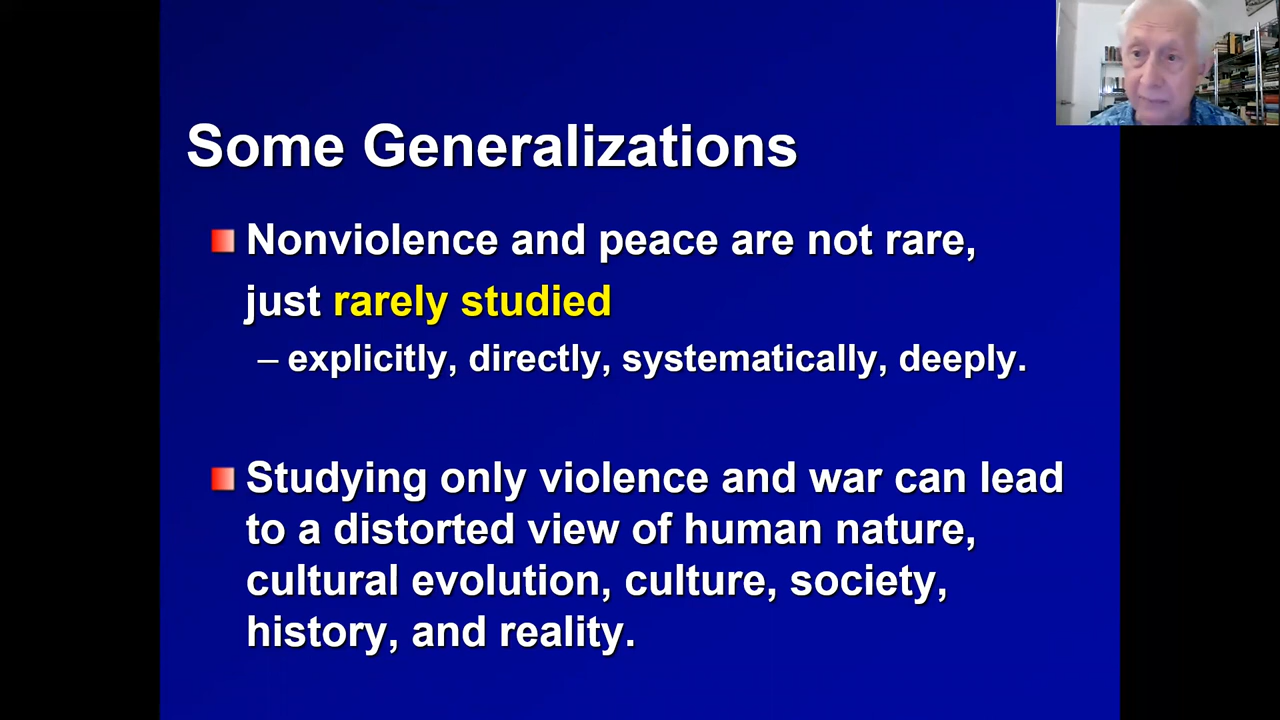 Some Generalizations
Nonviolence and peace are not rare,
just rarely studied
– explicitly, directly, systematically, deeply.
Studying only violence and war can lead
to a distorted view of human nature,
cultural evolution, culture, society,
history, and reality.